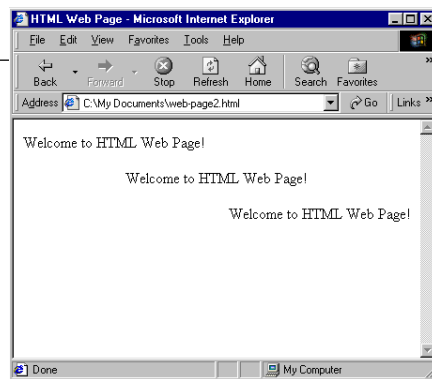 HTML Web Page - Microsoft Internet Explorer
File Edit View Favorites Tools Help
Back Forward Stop Refresh Home Search Favorites »
Address C:\My Documents\web-page2.html Go Links »
Welcome to HTML Web Page!
Welcome to HTML Web Page!
Welcome to HTML Web Page!
Done My Computer